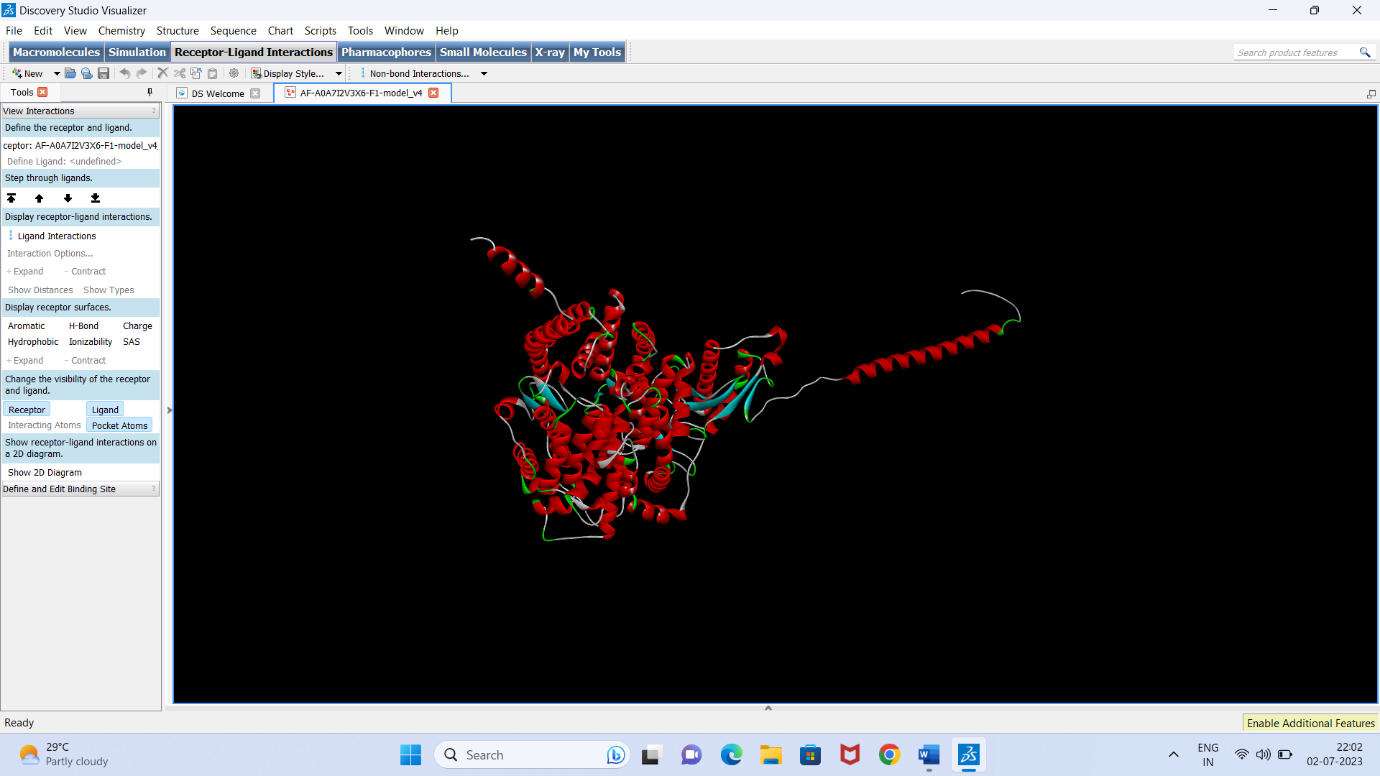 Discovery Studio Visualizer
File Edit View Chemistry Structure Sequence Chart Scripts Tools Window Help
Macromolecules Simulation Receptor-Ligand Interactions Pharmacophores Small Molecules X-ray My Tools
Search product features
New Display Style... Non-bond Interactions...
Tools
DS Welcome
AF-A0A7I2V3X6-F1-model_v4
View Interactions
Define the receptor and ligand.
ceptor: AF-A0A7I2V3X6-F1-model_v4
Define Ligand: <undefined>
Step through ligands.
Display receptor-ligand interactions.
Ligand Interactions
Interaction Options...
+ Expand - Contract
Show Distances Show Types
Display receptor surfaces.
Aromatic H-Bond Charge
Hydrophobic Ionizability SAS
+ Expand - Contract
Change the visibility of the receptor
and ligand.
Receptor Ligand
Interacting Atoms Pocket Atoms
Show receptor-ligand interactions on
a 2D diagram.
Show 2D Diagram
Define and Edit Binding Site
Ready
Enable Additional Features
29°C
Partly cloudy
Search
ENG
IN
22:02
02-07-2023